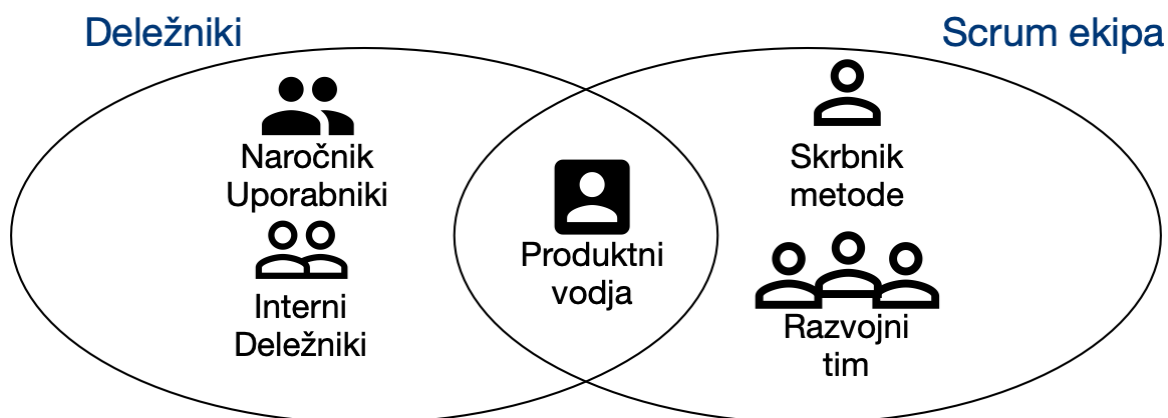 Deležniki
Scrum ekipa
Naročnik
Uporabniki
Interni
Deležniki
Produktni
vodja
Skrbnik
metode
Razvojni
tim